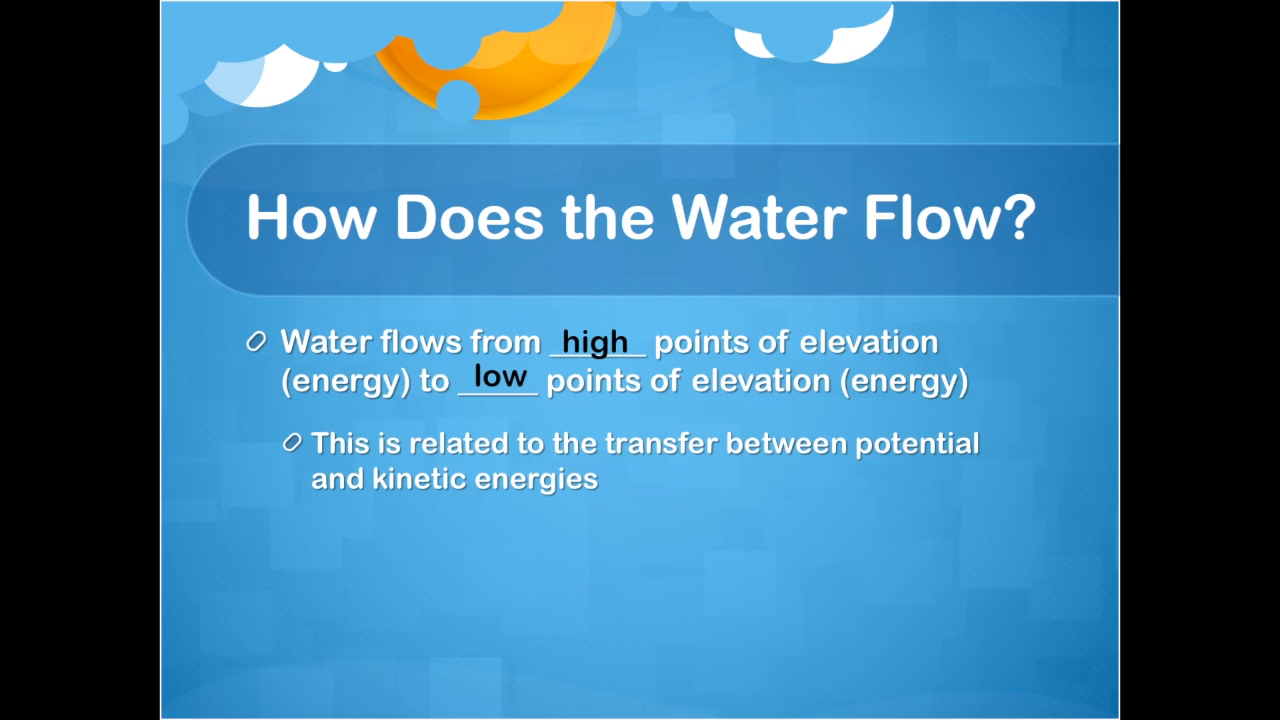 How Does the Water Flow?
Water flows from high points of elevation
(energy) to low points of elevation (energy)
This is related to the transfer between potential
and kinetic energies